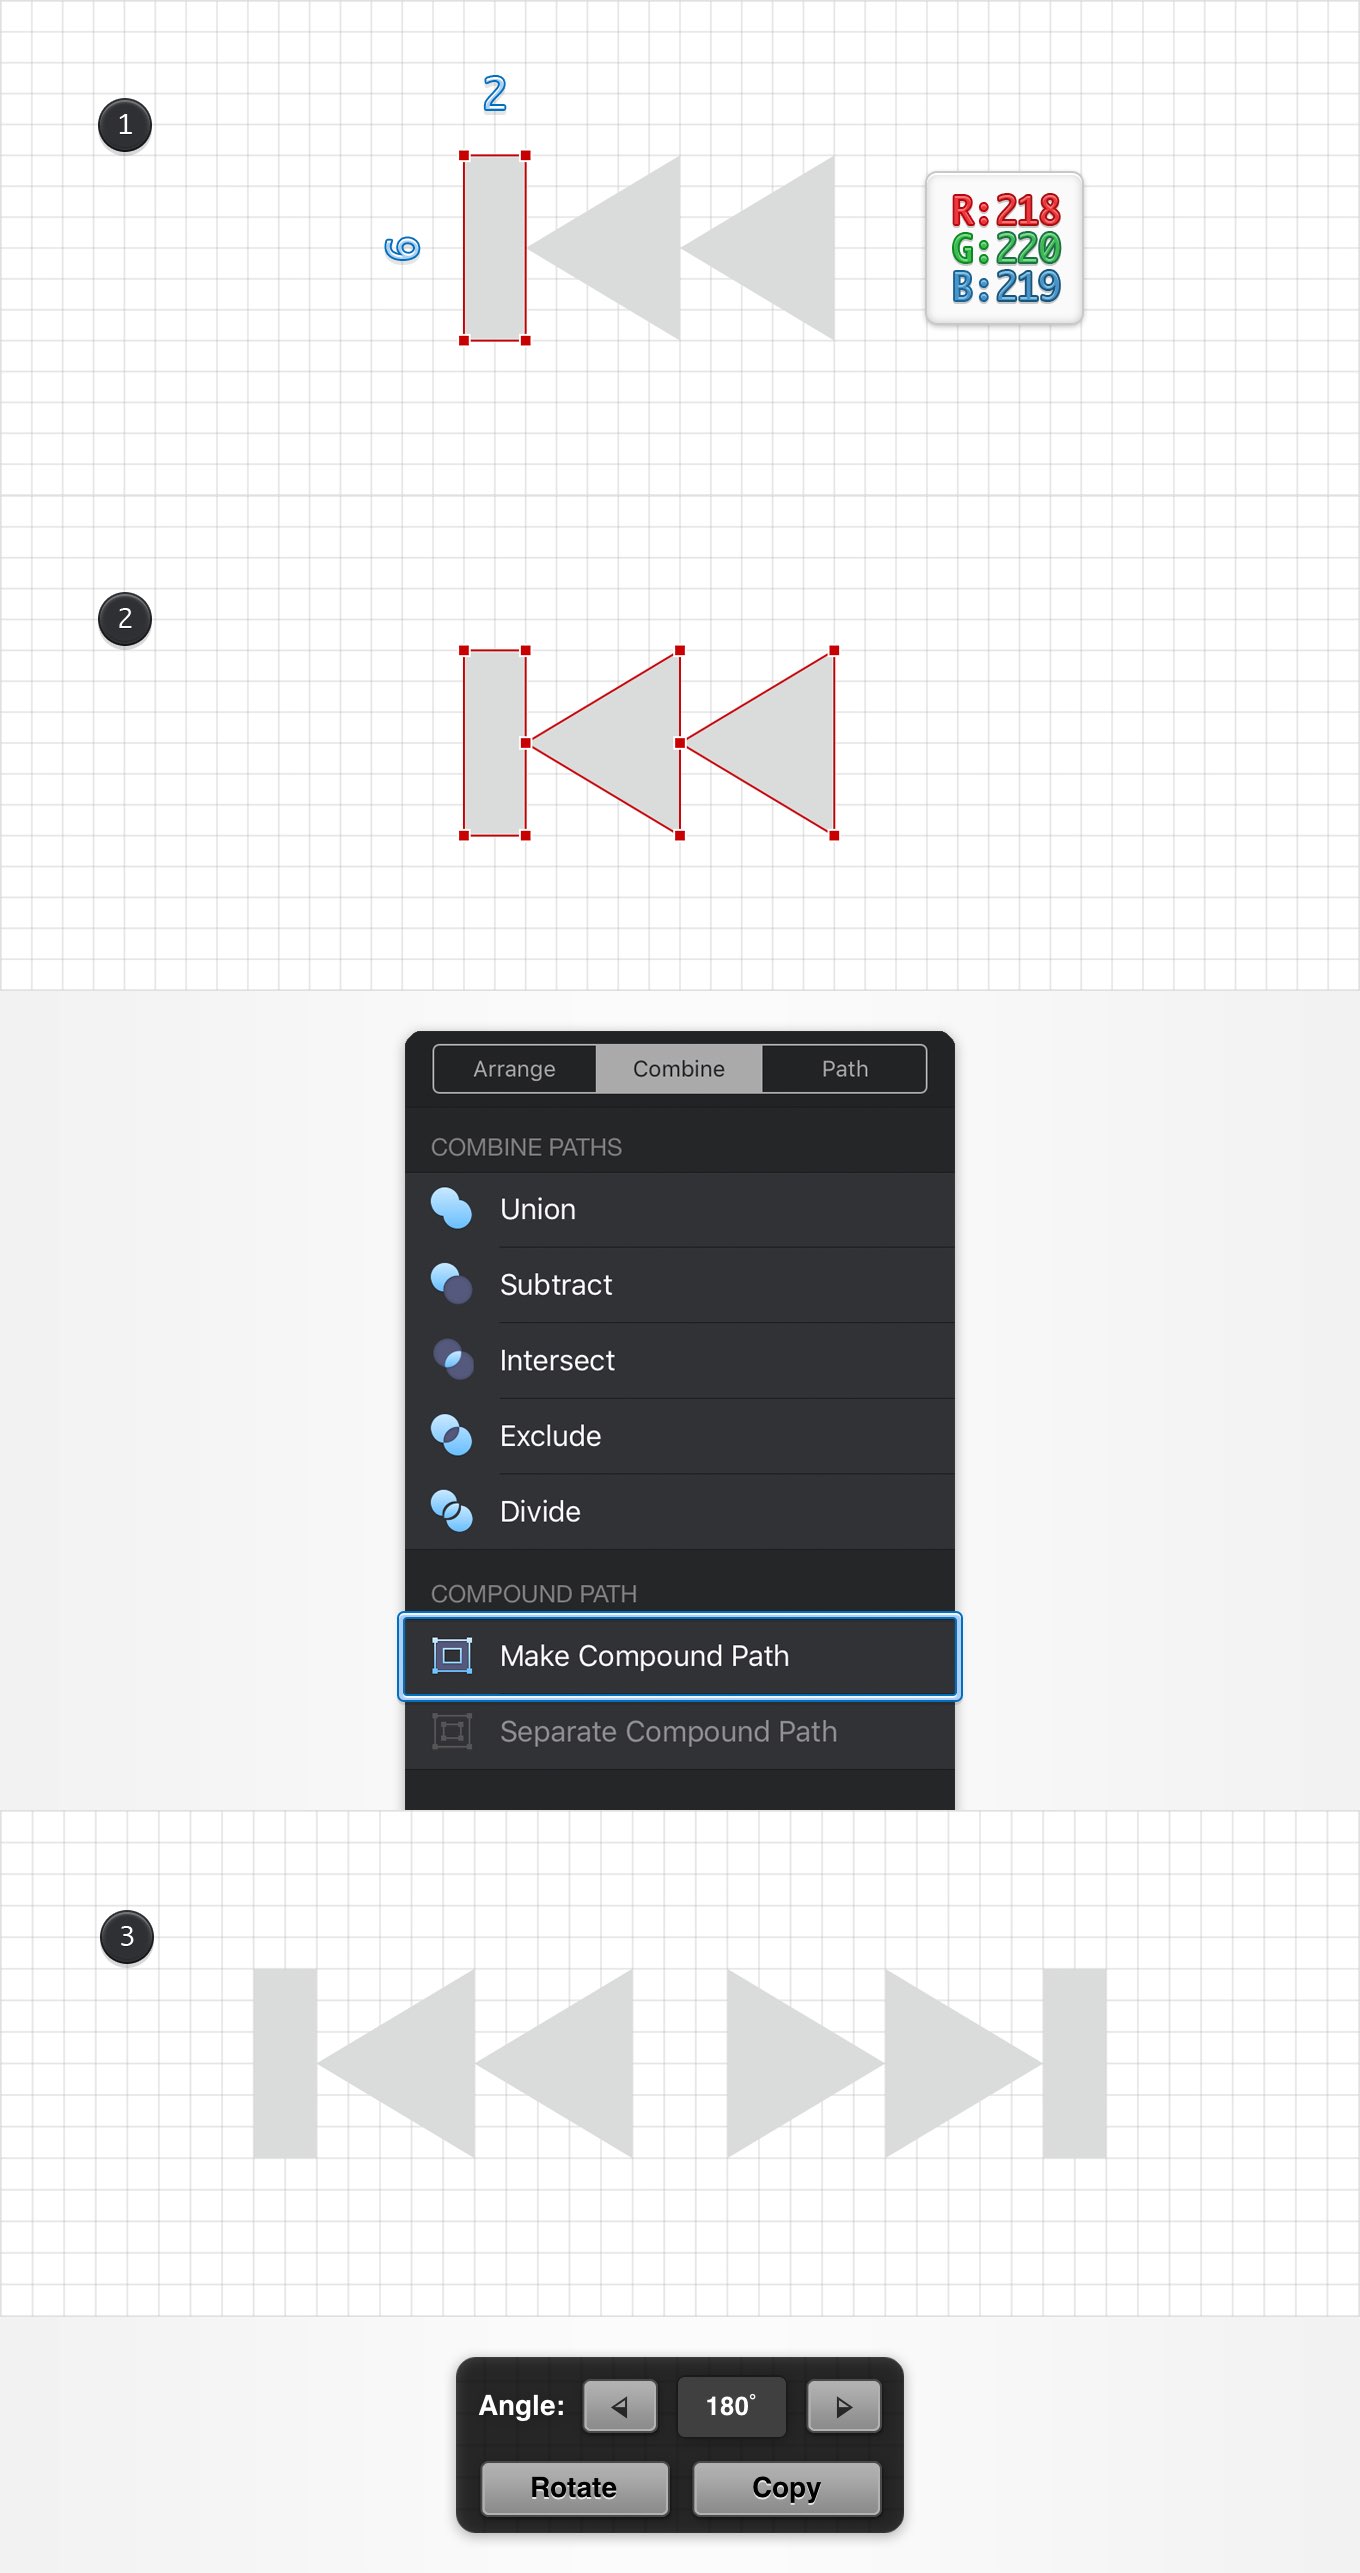 1
2
6
R:218
G:220
B:219
2
Arrange Combine Path
COMBINE PATHS
Union
Subtract
Intersect
Exclude
Divide
COMPOUND PATH
Make Compound Path
Separate Compound Path
3
Angle: 180°
Rotate Copy